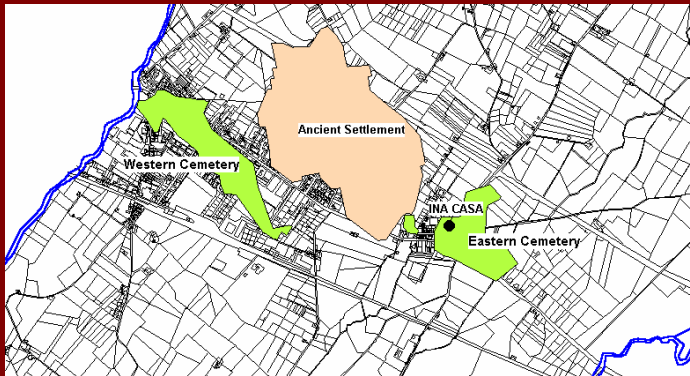 Ancient Settlement
Western Cemetery
INA CASA
Eastern Cemetery